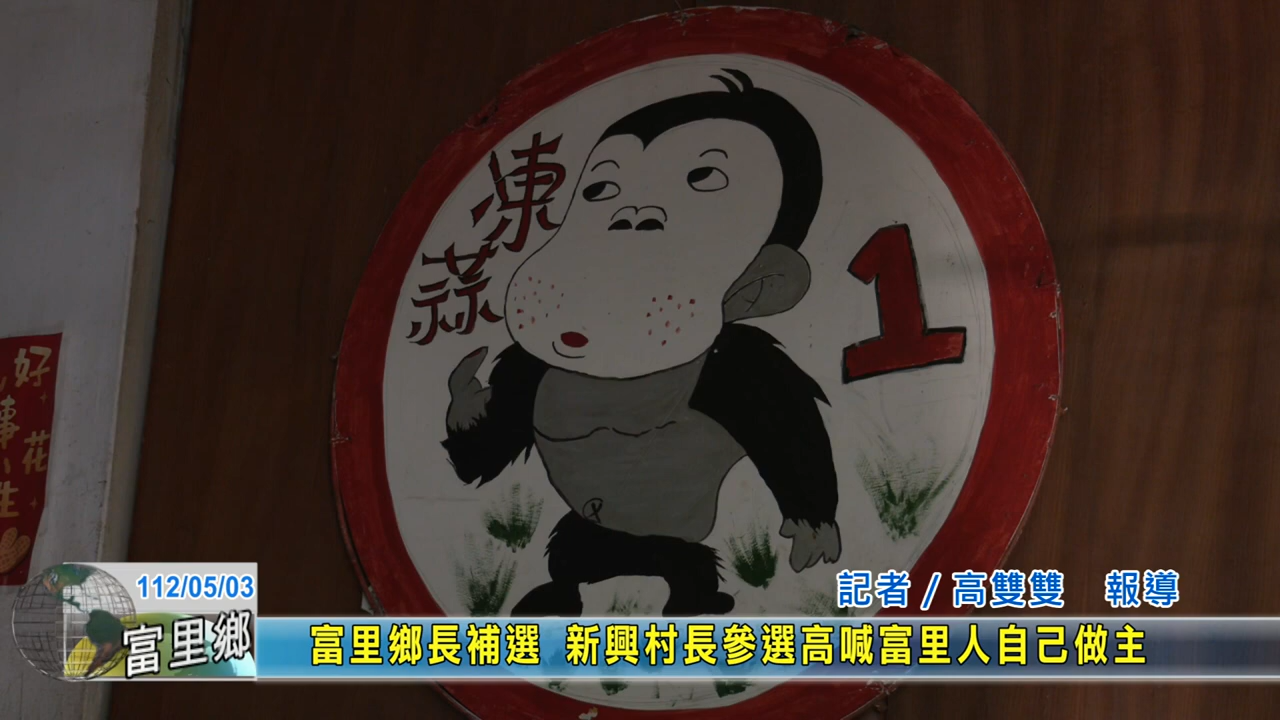 凍蒜
1
好
花
112/05/03
富里鄉
記者/高雙雙 報導
富里鄉長補選 新興村長參選高喊富里人自己做主